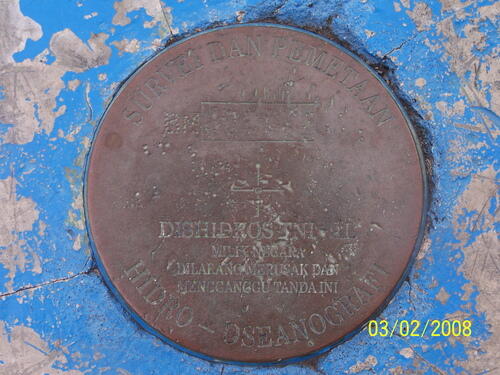 SURVEI DAN PEMETAAN
DISHIDROS TNI-AL
MILIK NEGARA
DILARANG MERUSAK DAN
MENGGANGGU TANDA INI
HIDRO - OSEANOGRAFI
03/02/2008